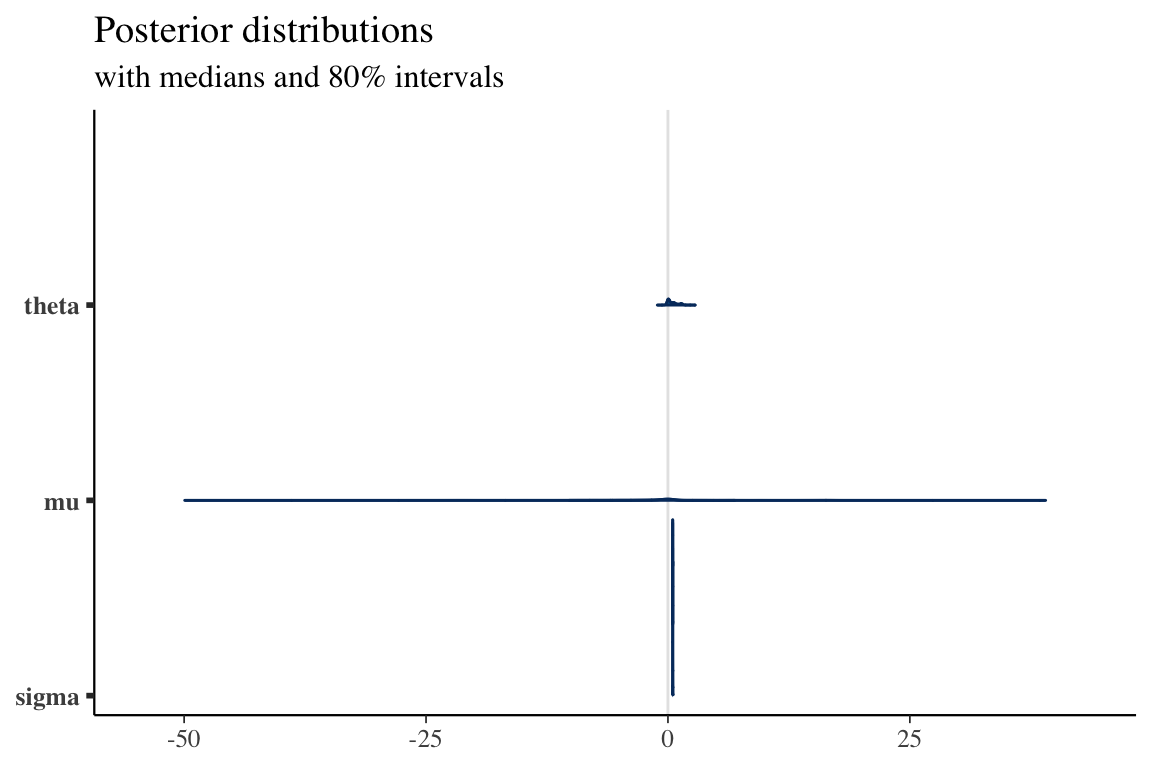 Posterior distributions
with medians and 80% intervals
theta
mu
sigma
-50 -25 0 25